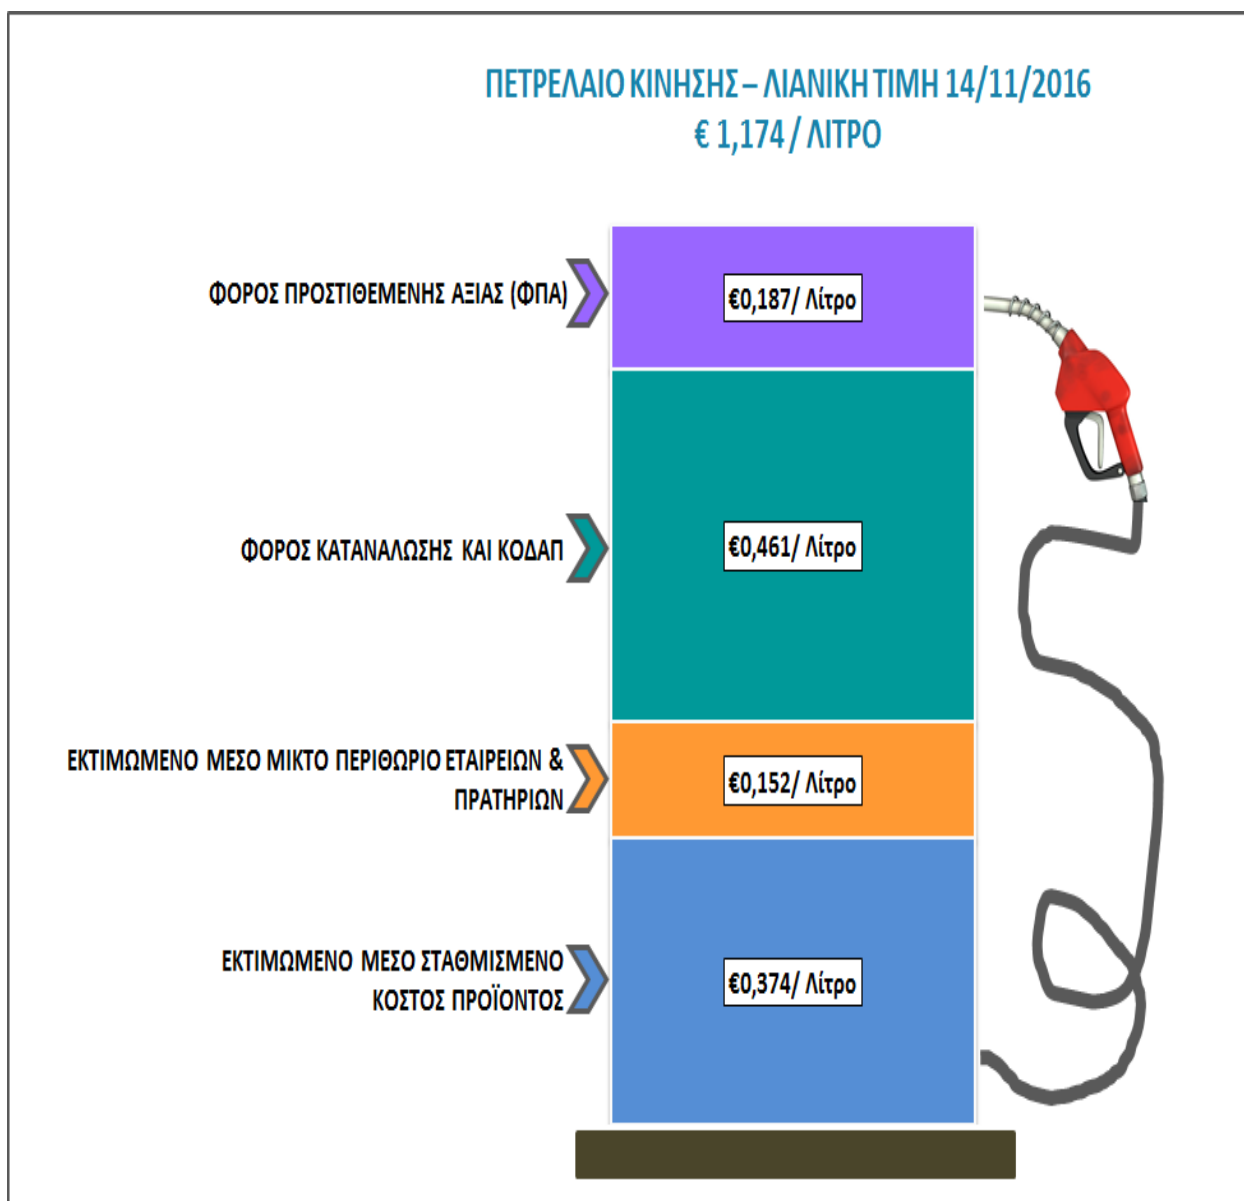 ΠΕΤΡΕΛΑΙΟ ΚΙΝΗΣΗΣ – ΛΙΑΝΙΚΗ ΤΙΜΗ 14/11/2016
€ 1,174 / ΛΙΤΡΟ
ΦΟΡΟΣ ΠΡΟΣΤΙΘΕΜΕΝΗΣ ΑΞΙΑΣ (ΦΠΑ)
€0,187/ Λίτρο
ΦΟΡΟΣ ΚΑΤΑΝΑΛΩΣΗΣ ΚΑΙ ΚΟΔΑΠ
€0,461/ Λίτρο
ΕΚΤΙΜΩΜΕΝΟ ΜΕΣΟ ΜΙΚΤΟ ΠΕΡΙΘΩΡΙΟ ΕΤΑΙΡΕΙΩΝ &
ΠΡΑΤΗΡΙΩΝ
€0,152/ Λίτρο
ΕΚΤΙΜΩΜΕΝΟ ΜΕΣΟ ΣΤΑΘΜΙΣΜΕΝΟ
ΚΟΣΤΟΣ ΠΡΟΪΟΝΤΟΣ
€0,374/ Λίτρο